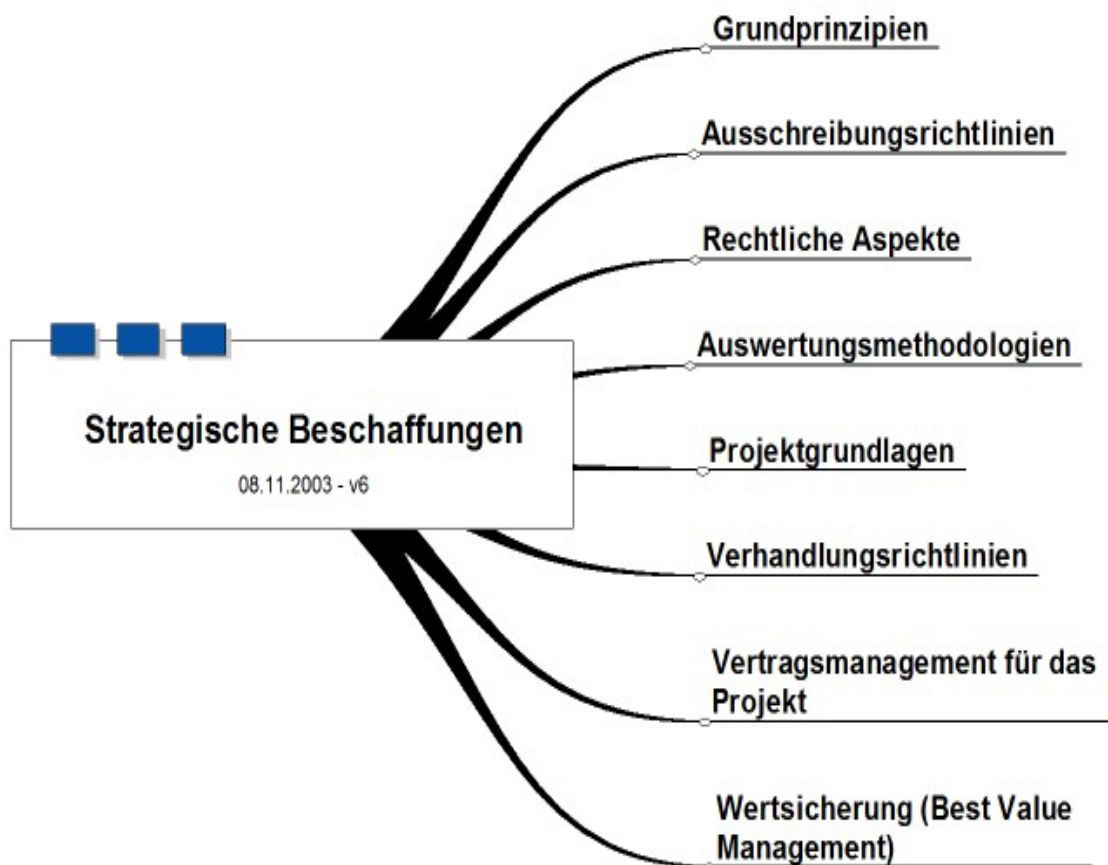 Grundprinzipien
Ausschreibungsrichtlinien
Rechtliche Aspekte
Auswertungsmethodologien
Strategische Beschaffungen
08.11.2003 - v6
Projektgrundlagen
Verhandlungsrichtlinien
Vertragsmanagement für das
Projekt
Wertsicherung (Best Value
Management)